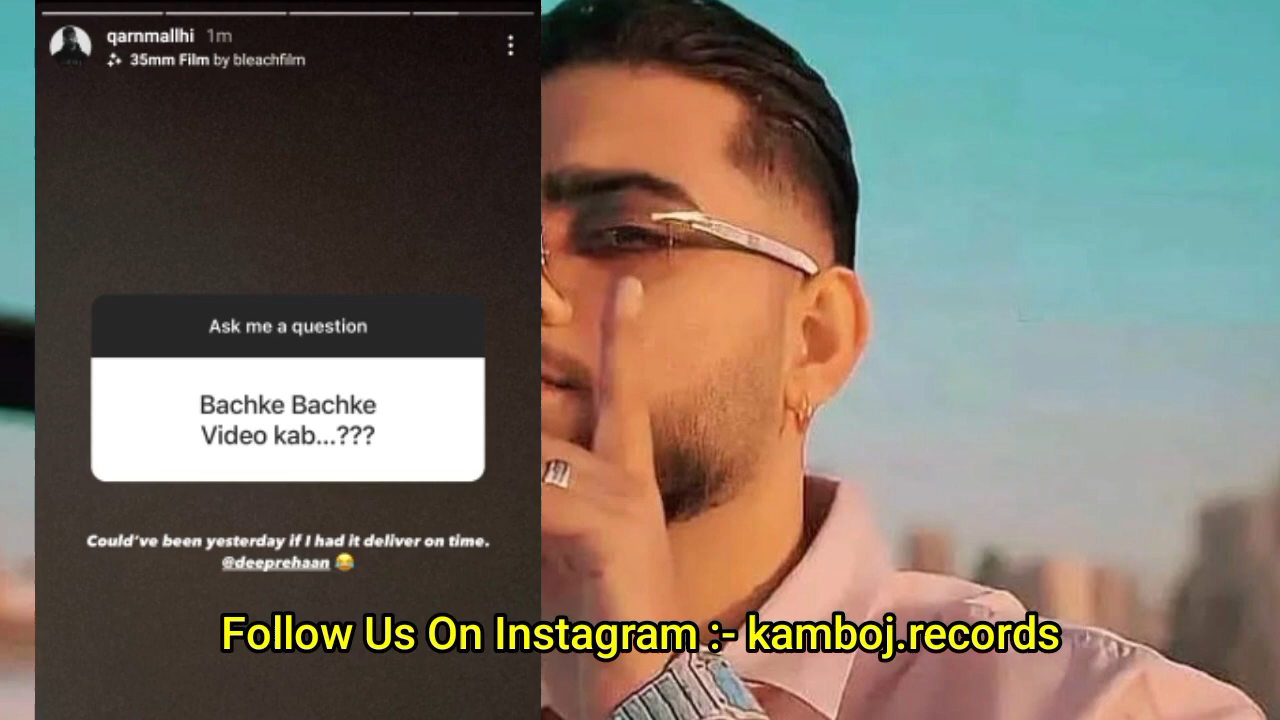 qarnmallhi 1m
35mm Film by bleachfilm
Ask me a question
Bachke Bachke
Video kab...???
Could've been yesterday if I had it deliver on time.
@deeprehaan 😂
Follow Us On Instagram :- kamboj.records